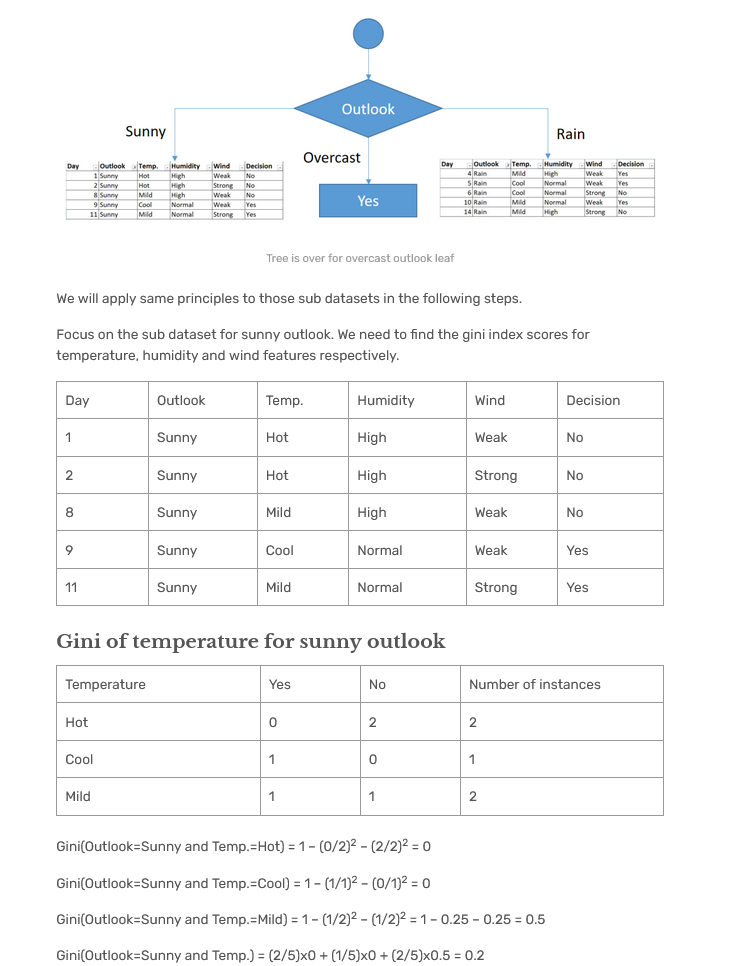 Outlook
Sunny
Rain
Overcast
Yes
Day Outlook Temp. Humidity Wind Decision
1 Sunny Hot High Weak No
2 Sunny Hot High Strong No
8 Sunny Mild High Weak No
9 Sunny Cool Normal Weak Yes
11 Sunny Mild Normal Strong Yes
Day Outlook Temp. Humidity Wind Decision
4 Rain Mild High Weak Yes
5 Rain Cool Normal Weak Yes
6 Rain Cool Normal Strong No
10 Rain Mild Normal Weak Yes
14 Rain Mild High Strong No
Tree is over for overcast outlook leaf
We will apply same principles to those sub datasets in the following steps.
Focus on the sub dataset for sunny outlook. We need to find the gini index scores for
temperature, humidity and wind features respectively.
Day Outlook Temp. Humidity Wind Decision
1 Sunny Hot High Weak No
2 Sunny Hot High Strong No
8 Sunny Mild High Weak No
9 Sunny Cool Normal Weak Yes
11 Sunny Mild Normal Strong Yes
Gini of temperature for sunny outlook
Temperature Yes No Number of instances
Hot 0 2 2
Cool 1 0 1
Mild 1 1 2
Gini(Outlook=Sunny and Temp.=Hot) = 1 – (0/2)² – (2/2)² = 0
Gini(Outlook=Sunny and Temp.=Cool) = 1 – (1/1)² – (0/1)² = 0
Gini(Outlook=Sunny and Temp.=Mild) = 1 – (1/2)² – (1/2)² = 1 – 0.25 – 0.25 = 0.5
Gini(Outlook=Sunny and Temp.) = (2/5)x0 + (1/5)x0 + (2/5)x0.5 = 0.2